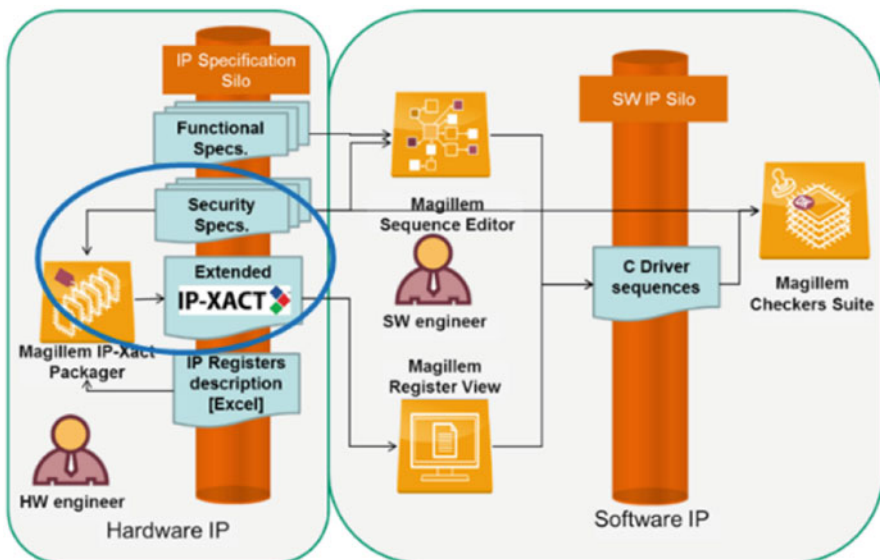 IP Specification
Silo
Functional
Specs.
Security
Specs.
Extended
IP-XACT
Magillem IP-Xact
Packager
IP Registers
description
[Excel]
HW engineer
Hardware IP
Magillem
Sequence Editor
SW engineer
Magillem
Register View
SW IP Silo
C Driver
sequences
Magillem
Checkers Suite
Software IP